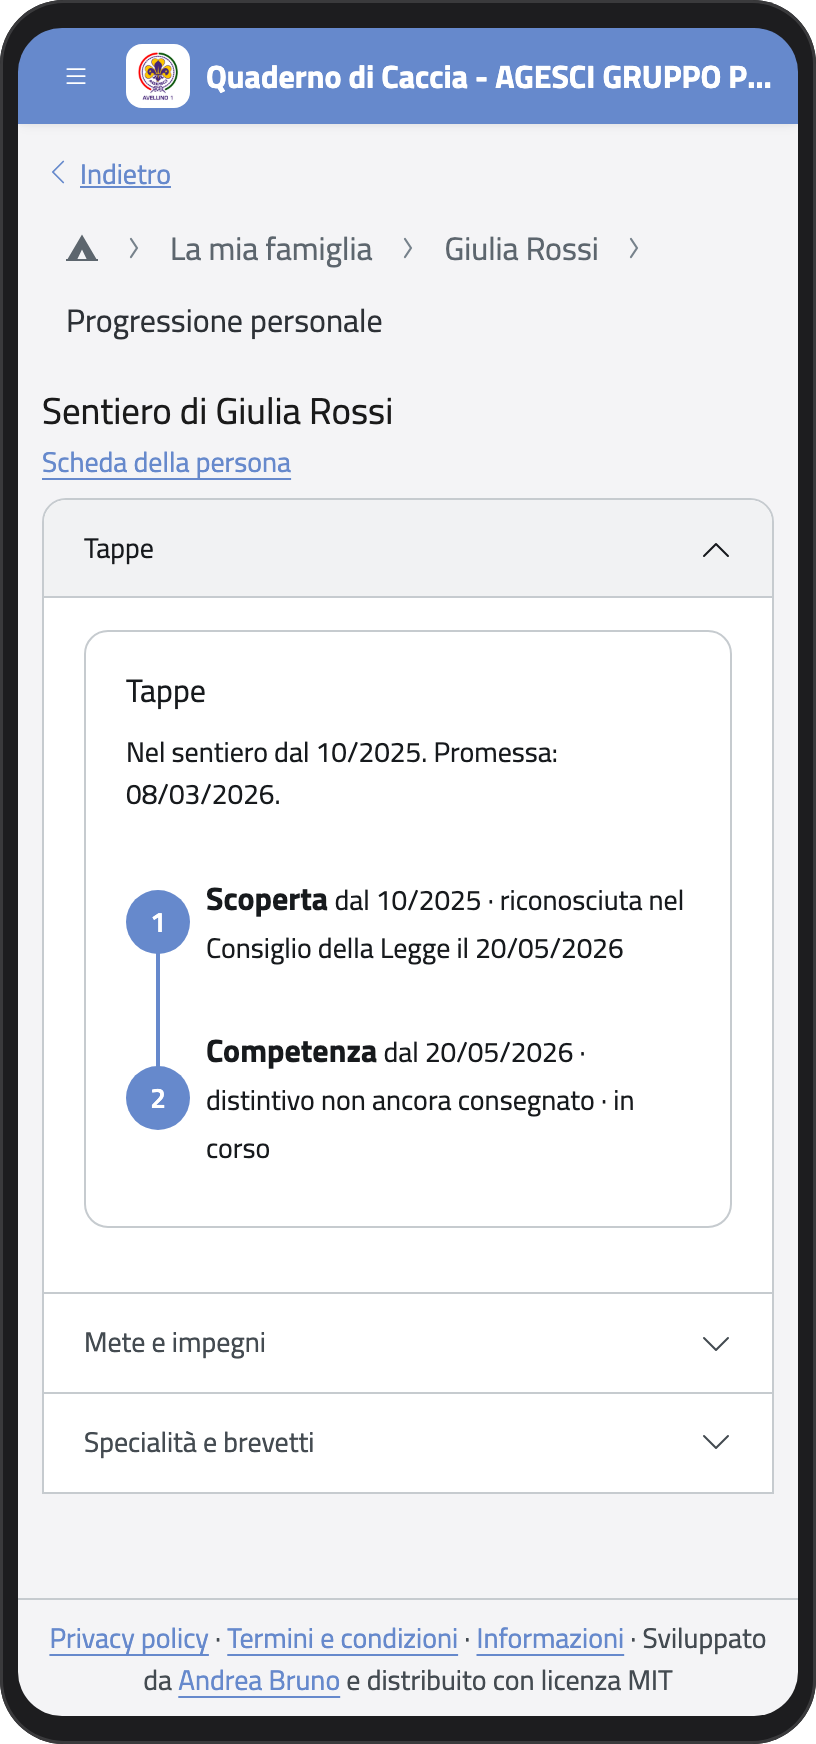 AVELLINO 1
Quaderno di Caccia - AGESCI GRUPPO P...
Indietro
La mia famiglia
Giulia Rossi
Progressione personale
Sentiero di Giulia Rossi
Scheda della persona
Tappe
Tappe
Nel sentiero dal 10/2025. Promessa:
08/03/2026.
1
Scoperta dal 10/2025 · riconosciuta nel
Consiglio della Legge il 20/05/2026
Competenza dal 20/05/2026 ·
2
distintivo non ancora consegnato · in
corso
Mete e impegni
Specialità e brevetti
Privacy policy · Termini e condizioni · Informazioni · Sviluppato
da Andrea Bruno e distribuito con licenza MIT